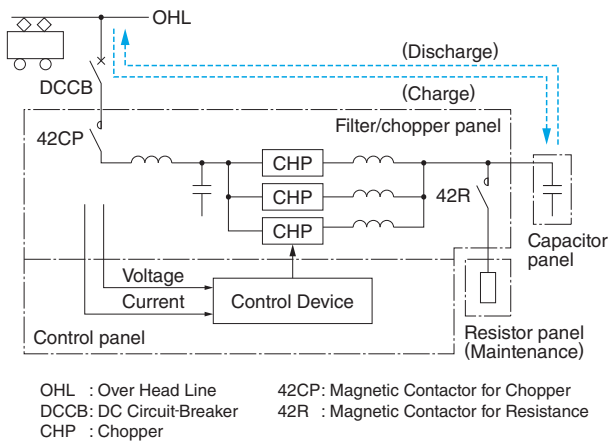 OHL
(Discharge)
DCCB
(Charge)
Filter/chopper panel
42CP
CHP
CHP
42R
CHP
Capacitor
panel
Voltage
Current
Control Device
Control panel
Resistor panel
(Maintenance)
OHL : Over Head Line
DCCB: DC Circuit-Breaker
CHP : Chopper
42CP: Magnetic Contactor for Chopper
42R : Magnetic Contactor for Resistance